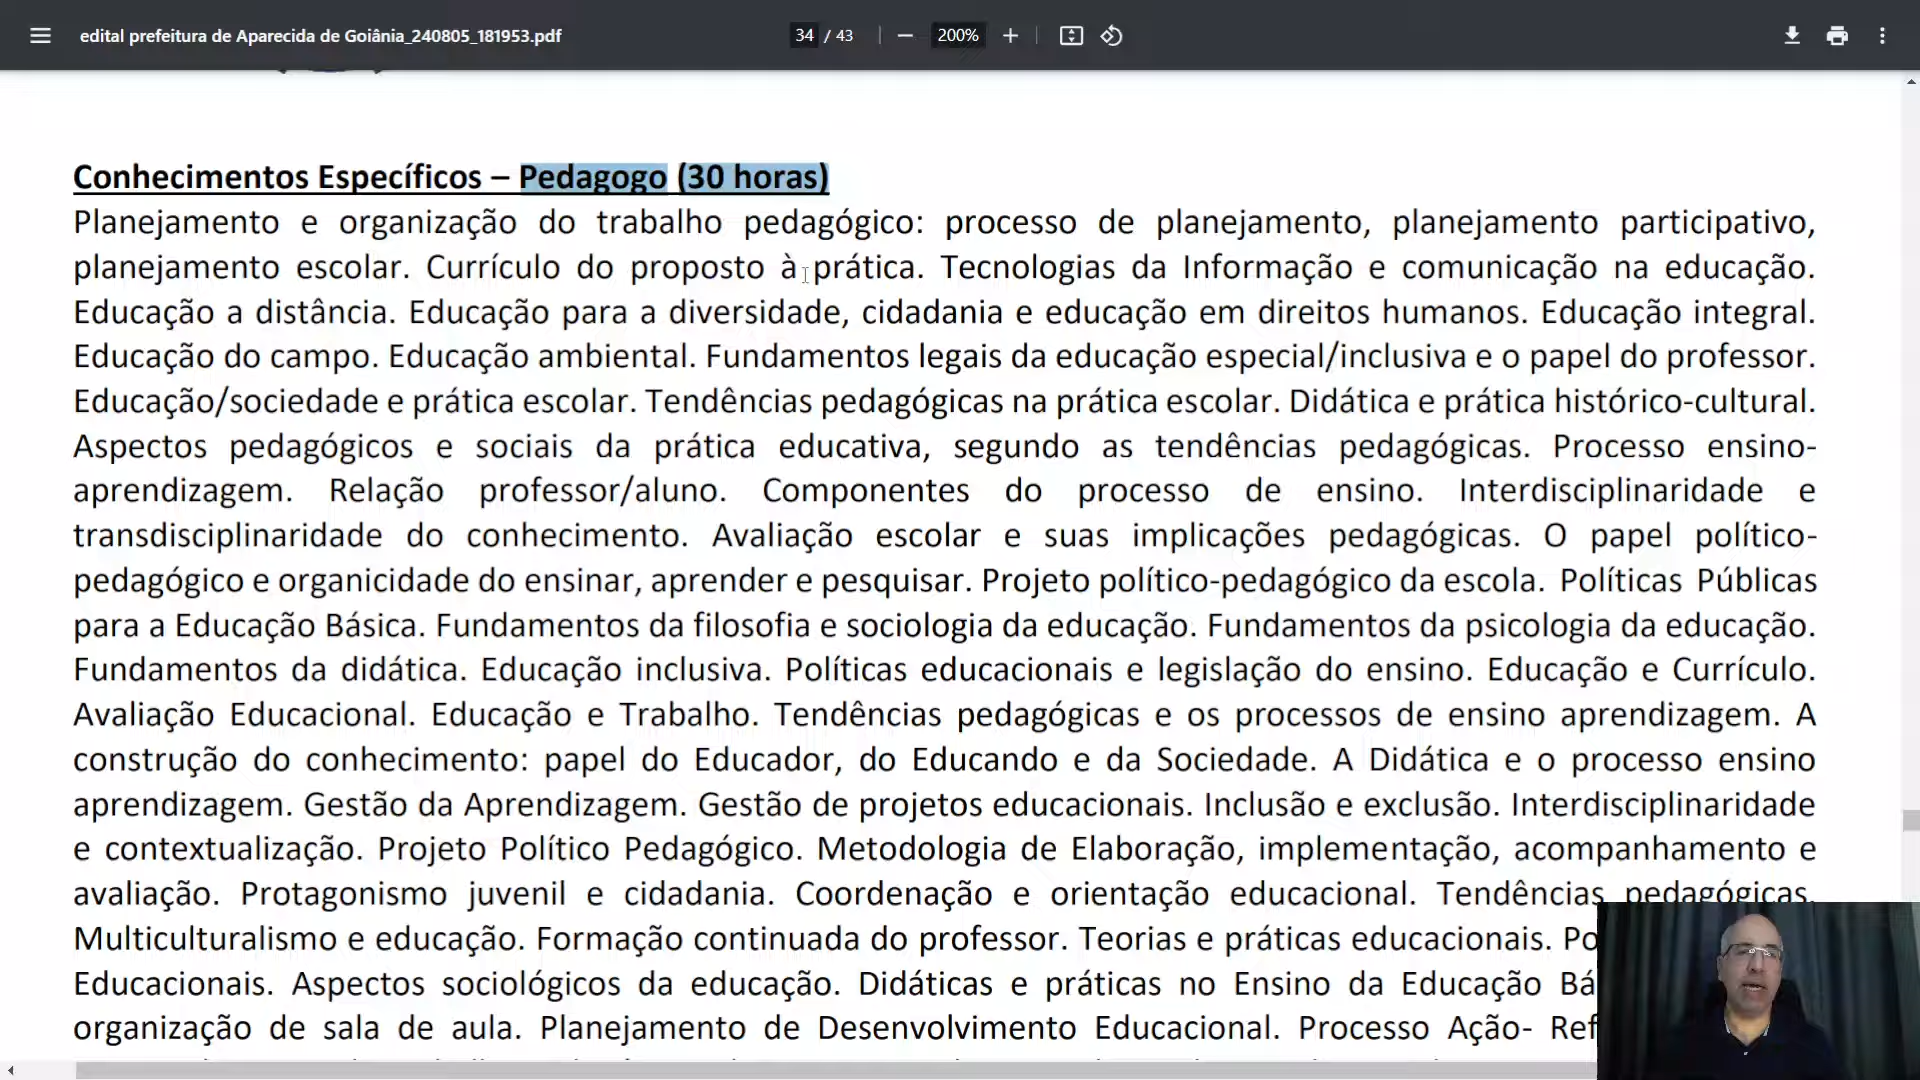 edital prefeitura de Aparecida de Goiânia_240805_181953.pdf
34 / 43
200%
Conhecimentos Específicos – Pedagogo (30 horas)
Planejamento e organização do trabalho pedagógico: processo de planejamento, planejamento participativo,
planejamento escolar. Currículo do proposto à prática. Tecnologias da Informação e comunicação na educação.
Educação a distância. Educação para a diversidade, cidadania e educação em direitos humanos. Educação integral.
Educação do campo. Educação ambiental. Fundamentos legais da educação especial/inclusiva e o papel do professor.
Educação/sociedade e prática escolar. Tendências pedagógicas na prática escolar. Didática e prática histórico-cultural.
Aspectos pedagógicos e sociais da prática educativa, segundo as tendências pedagógicas. Processo ensino-
aprendizagem. Relação professor/aluno. Componentes do processo de ensino. Interdisciplinaridade e
transdisciplinaridade do conhecimento. Avaliação escolar e suas implicações pedagógicas. O papel político-
pedagógico e organicidade do ensinar, aprender e pesquisar. Projeto político-pedagógico da escola. Políticas Públicas
para a Educação Básica. Fundamentos da filosofia e sociologia da educação. Fundamentos da psicologia da educação.
Fundamentos da didática. Educação inclusiva. Políticas educacionais e legislação do ensino. Educação e Currículo.
Avaliação Educacional. Educação e Trabalho. Tendências pedagógicas e os processos de ensino aprendizagem. A
construção do conhecimento: papel do Educador, do Educando e da Sociedade. A Didática e o processo ensino
aprendizagem. Gestão da Aprendizagem. Gestão de projetos educacionais. Inclusão e exclusão. Interdisciplinaridade
e contextualização. Projeto Político Pedagógico. Metodologia de Elaboração, implementação, acompanhamento e
avaliação. Protagonismo juvenil e cidadania. Coordenação e orientação educacional. Tendências pedagógicas.
Multiculturalismo e educação. Formação continuada do professor. Teorias e práticas educacionais. Po
Educacionais. Aspectos sociológicos da educação. Didáticas e práticas no Ensino da Educação Bá
organização de sala de aula. Planejamento de Desenvolvimento Educacional. Processo Ação- Ref